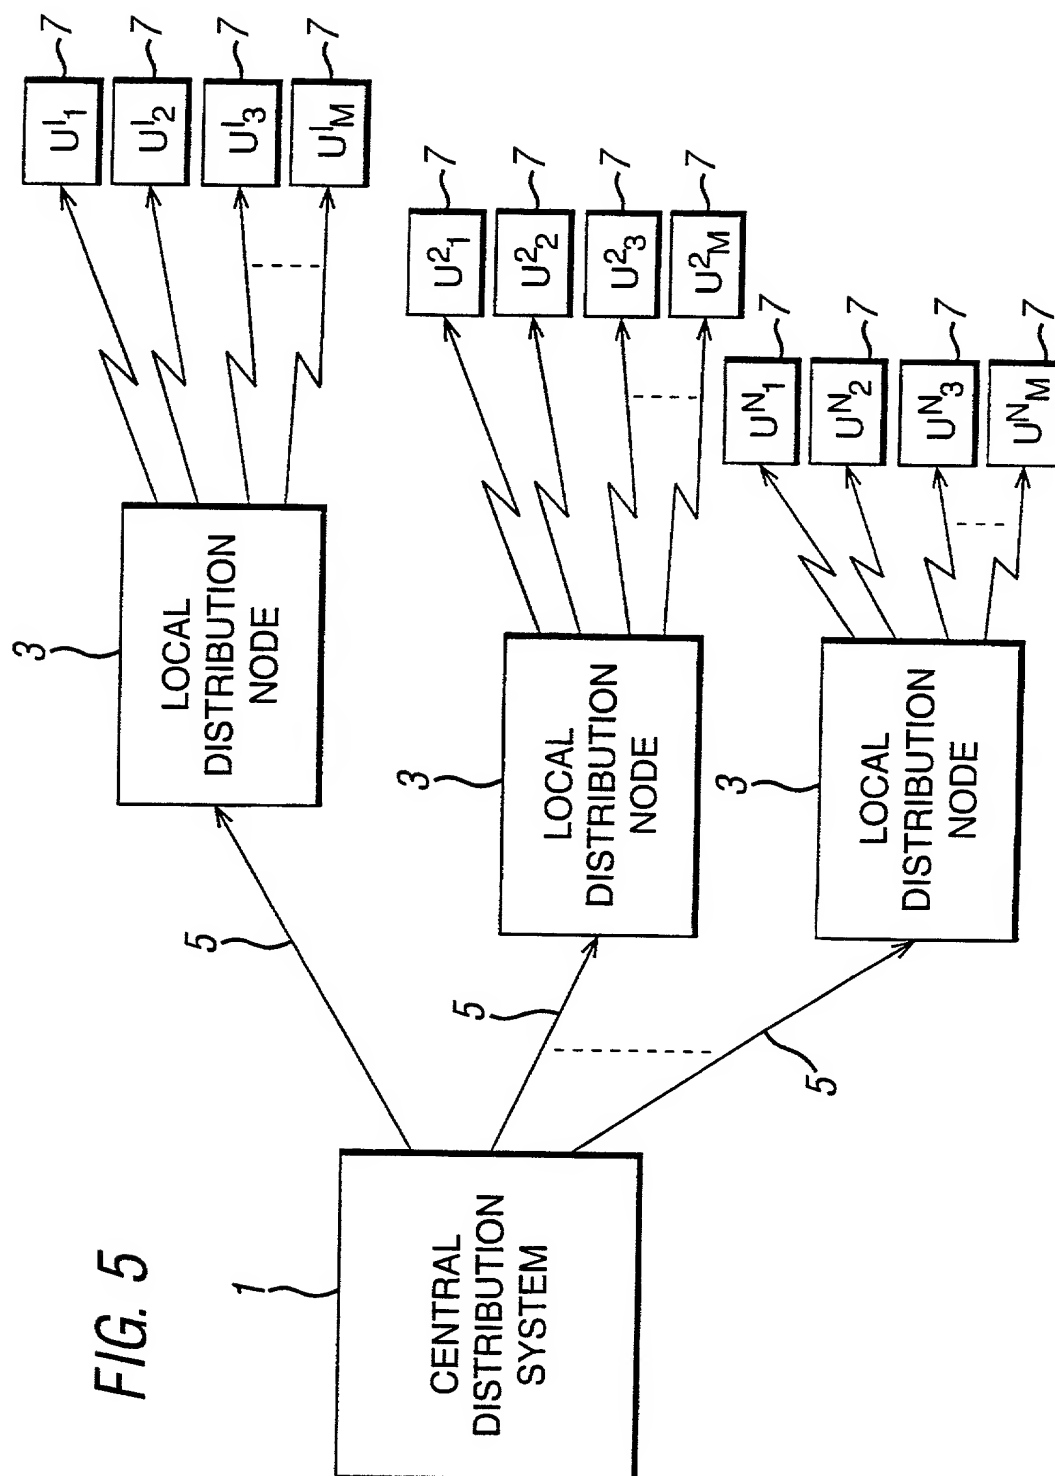 FIG. 5
1
CENTRAL
DISTRIBUTION
SYSTEM
5
5
5
3
LOCAL
DISTRIBUTION
NODE
3
LOCAL
DISTRIBUTION
NODE
3
LOCAL
DISTRIBUTION
NODE
U¹₁ 7
U¹₂ 7
U¹₃ 7
U¹M 7
U²₁ 7
U²₂ 7
U²₃ 7
U²M 7
Uᴺ₁ 7
Uᴺ₂ 7
Uᴺ₃ 7
UᴺM 7